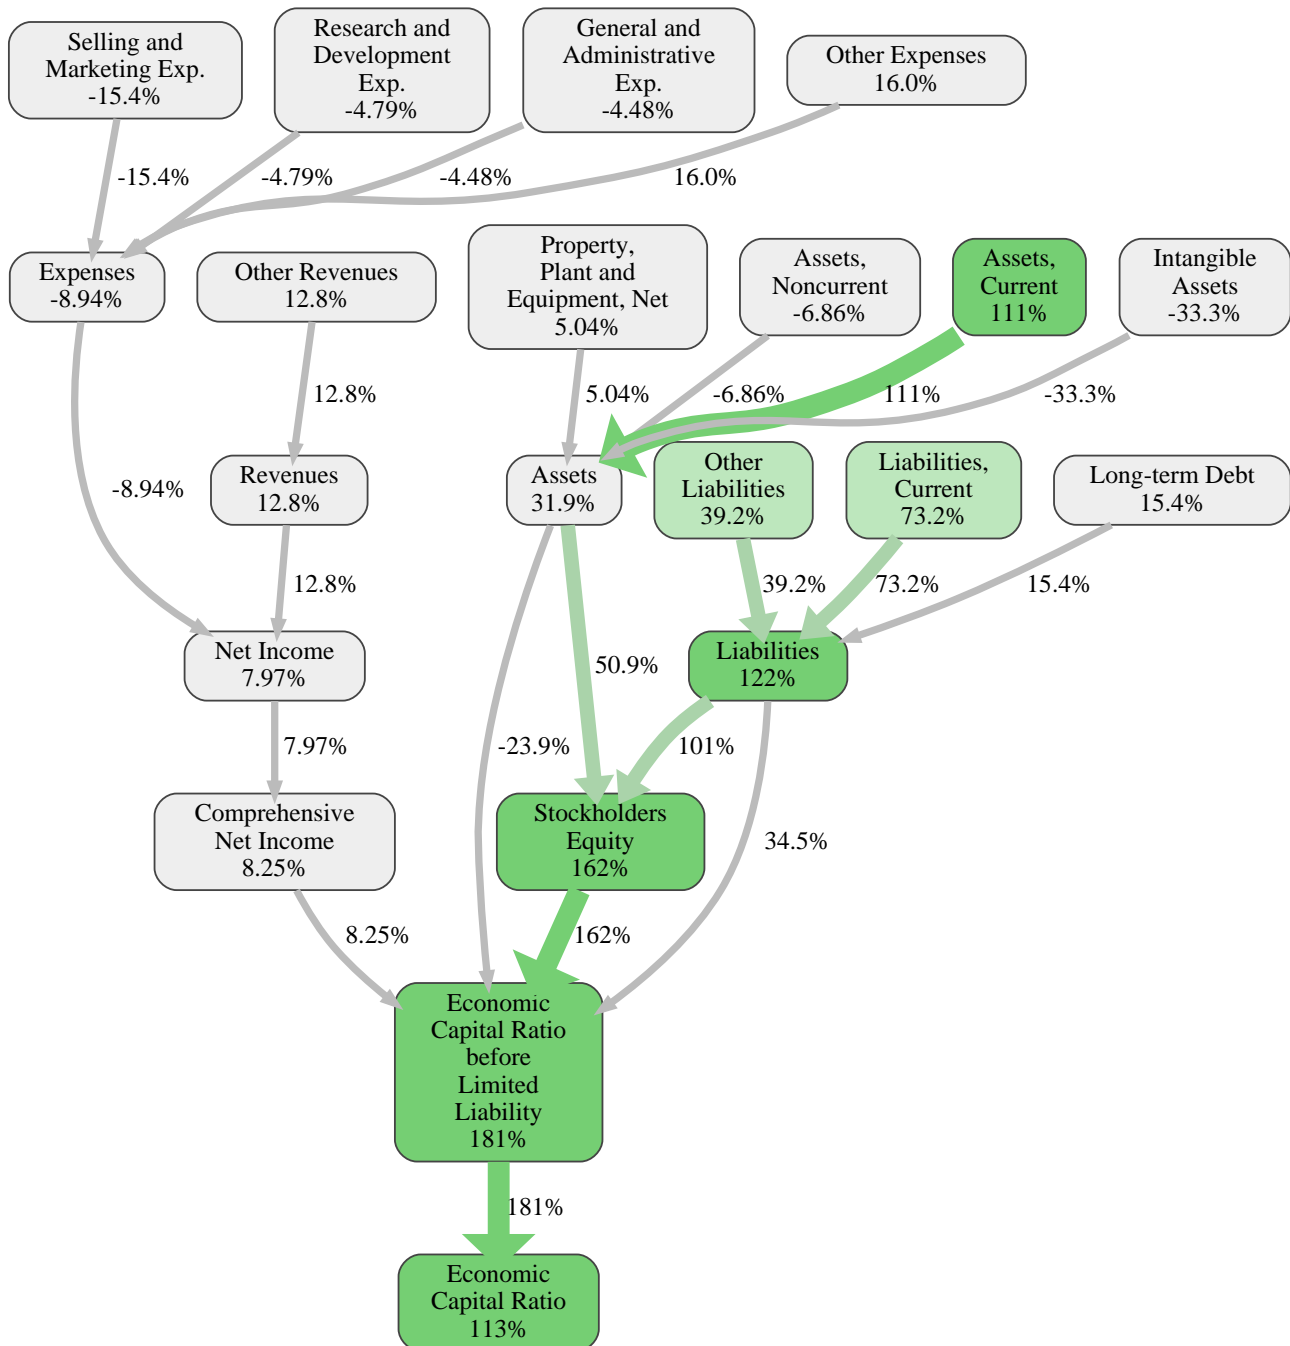 Selling and
Marketing Exp.
-15.4%
Research and
Development
Exp.
-4.79%
General and
Administrative
Exp.
-4.48%
Other Expenses
16.0%
-15.4%
-4.79%
-4.48%
16.0%
Expenses
-8.94%
Other Revenues
12.8%
Property,
Plant and
Equipment, Net
5.04%
Assets,
Noncurrent
-6.86%
Assets,
Current
111%
Intangible
Assets
-33.3%
12.8%
5.04%
-6.86%
111%
-33.3%
-8.94%
Revenues
12.8%
Assets
31.9%
Other
Liabilities
39.2%
Liabilities,
Current
73.2%
Long-term Debt
15.4%
12.8%
39.2%
73.2%
15.4%
Net Income
7.97%
50.9%
Liabilities
122%
7.97%
-23.9%
101%
Comprehensive
Net Income
8.25%
Stockholders
Equity
162%
34.5%
8.25%
162%
Economic
Capital Ratio
before
Limited
Liability
181%
181%
Economic
Capital Ratio
113%